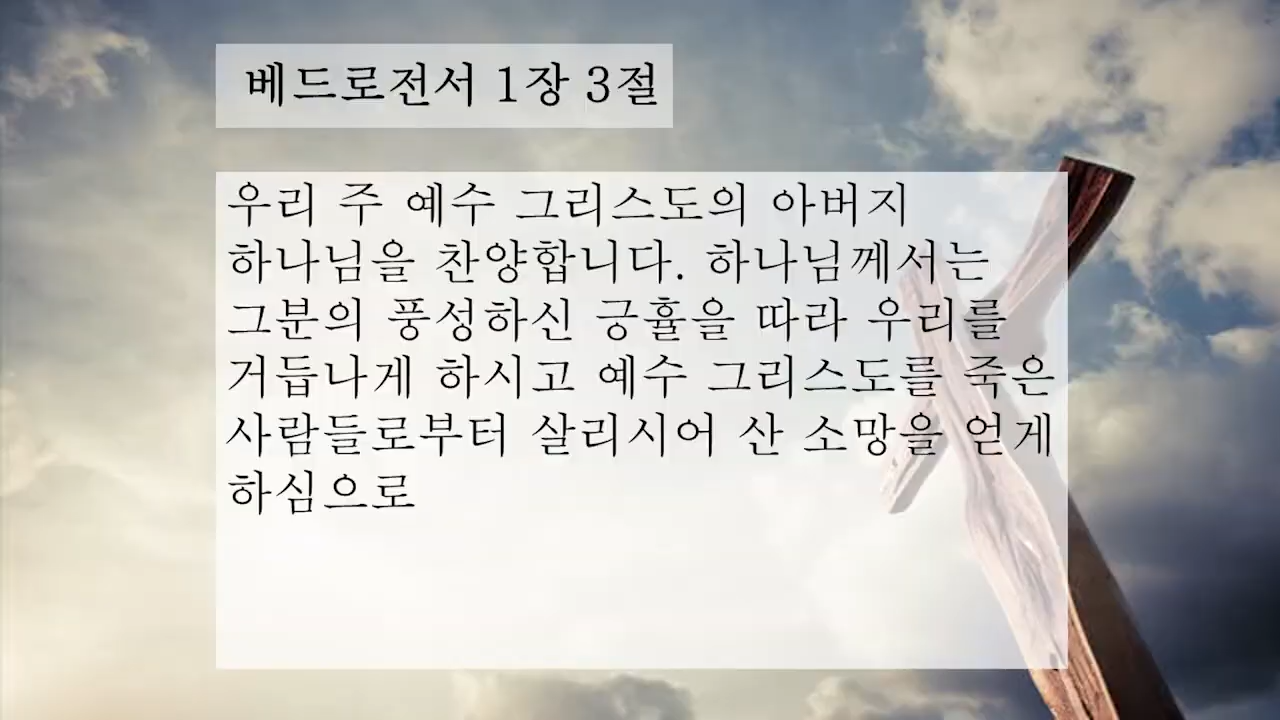 베드로전서 1장 3절
우리 주 예수 그리스도의 아버지
하나님을 찬양합니다. 하나님께서는
그분의 풍성하신 긍휼을 따라 우리를
거듭나게 하시고 예수 그리스도를 죽은
사람들로부터 살리시어 산 소망을 얻게
하심으로